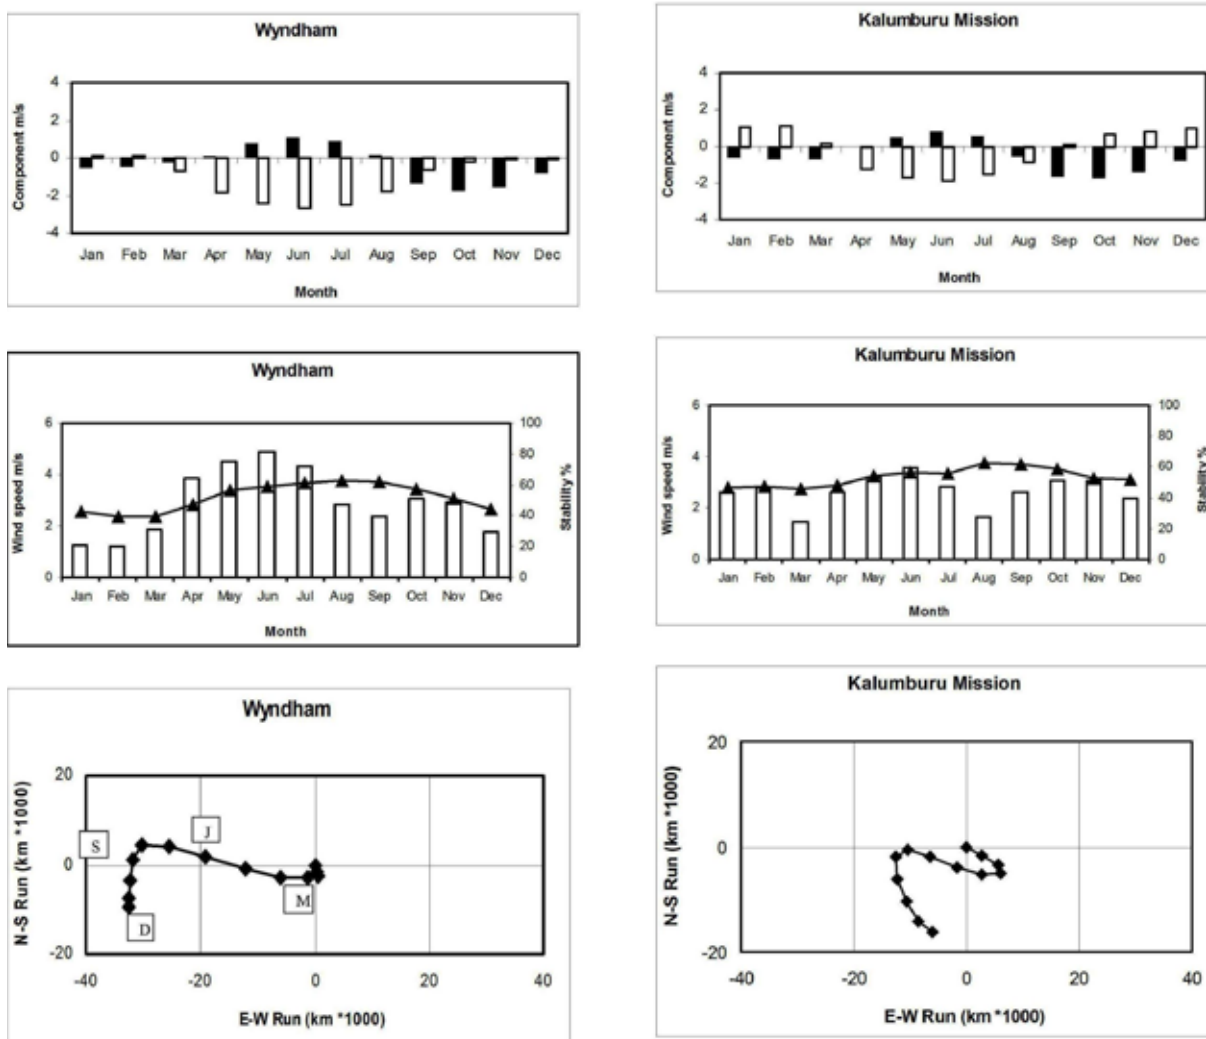 Wyndham
Component m/s
4
2
0
-2
-4
Jan Feb Mar Apr May Jun Jul Aug Sep Oct Nov Dec
Month
Kalumburu Mission
Component m/s
4
2
0
-2
-4
Jan Feb Mar Apr May Jun Jul Aug Sep Oct Nov Dec
Month
Wyndham
Wind speed m/s
6
4
2
0
100
80
60
40
20
0
Stability %
Jan Feb Mar Apr May Jun Jul Aug Sep Oct Nov Dec
Month
Kalumburu Mission
Wind speed m/s
6
4
2
0
100
80
60
40
20
0
Stability %
Jan Feb Mar Apr May Jun Jul Aug Sep Oct Nov Dec
Month
Wyndham
N-S Run (km *1000)
20
0
-20
S
J
M
D
-40 -20 0 20 40
E-W Run (km *1000)
Kalumburu Mission
N-S Run (km *1000)
20
0
-20
-40 -20 0 20 40
E-W Run (km *1000)